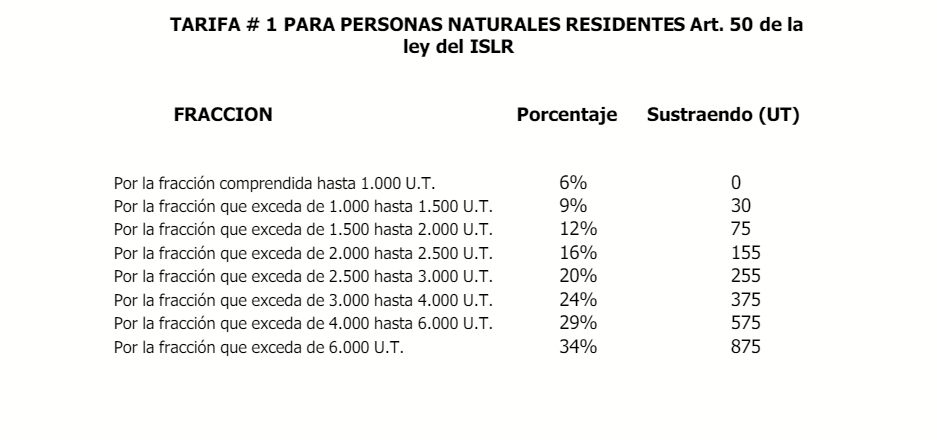 TARIFA # 1 PARA PERSONAS NATURALES RESIDENTES Art. 50 de la
ley del ISLR
FRACCION Porcentaje Sustraendo (UT)
Por la fracción comprendida hasta 1.000 U.T. 6% 0
Por la fracción que exceda de 1.000 hasta 1.500 U.T. 9% 30
Por la fracción que exceda de 1.500 hasta 2.000 U.T. 12% 75
Por la fracción que exceda de 2.000 hasta 2.500 U.T. 16% 155
Por la fracción que exceda de 2.500 hasta 3.000 U.T. 20% 255
Por la fracción que exceda de 3.000 hasta 4.000 U.T. 24% 375
Por la fracción que exceda de 4.000 hasta 6.000 U.T. 29% 575
Por la fracción que exceda de 6.000 U.T. 34% 875